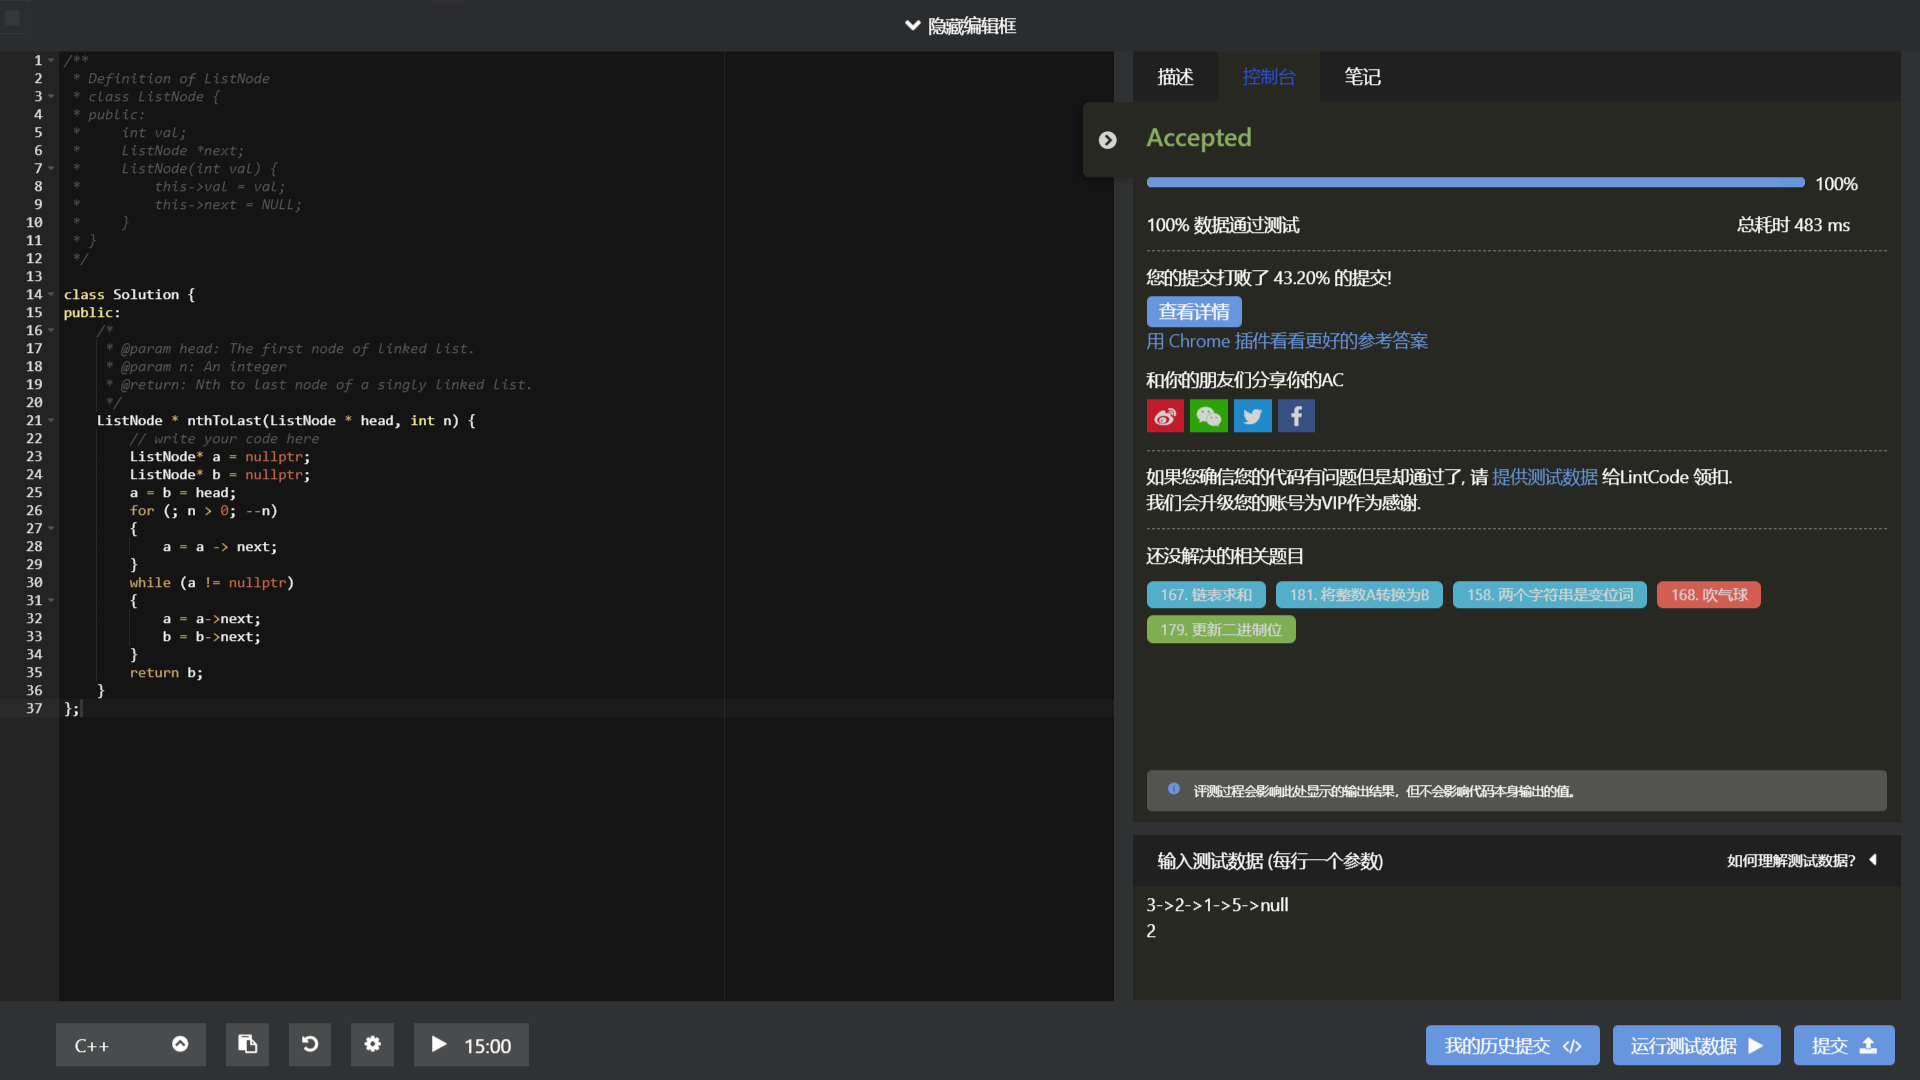 隐藏编辑框
1 /**
2  * Definition of ListNode
3  * class ListNode {
4  * public:
5  *     int val;
6  *     ListNode *next;
7  *     ListNode(int val) {
8  *         this->val = val;
9  *         this->next = NULL;
10  *     }
11  * }
12  */
13
14 class Solution {
15 public:
16     /*
17      * @param head: The first node of linked list.
18      * @param n: An integer
19      * @return: Nth to last node of a singly linked list.
20      */
21     ListNode * nthToLast(ListNode * head, int n) {
22         // write your code here
23         ListNode* a = nullptr;
24         ListNode* b = nullptr;
25         a = b = head;
26         for (; n > 0; --n)
27         {
28             a = a -> next;
29         }
30         while (a != nullptr)
31         {
32             a = a->next;
33             b = b->next;
34         }
35         return b;
36     }
37 };
C++
15:00
描述 控制台 笔记
Accepted
100%
100% 数据通过测试 总耗时 483 ms
您的提交打败了 43.20% 的提交!
查看详情
用 Chrome 插件看看更好的参考答案
和你的朋友们分享你的AC
如果您确信您的代码有问题但是却通过了, 请 提供测试数据 给LintCode 领扣.
我们会升级您的账号为VIP作为感谢.
还没解决的相关题目
167. 链表求和 181. 将整数A转换为B 158. 两个字符串是变位词 168. 吹气球
179. 更新二进制位
评测过程会影响此处显示的输出结果，但不会影响代码本身输出的值。
输入测试数据 (每行一个参数) 如何理解测试数据?
3->2->1->5->null
2
我的历史提交 运行测试数据 提交